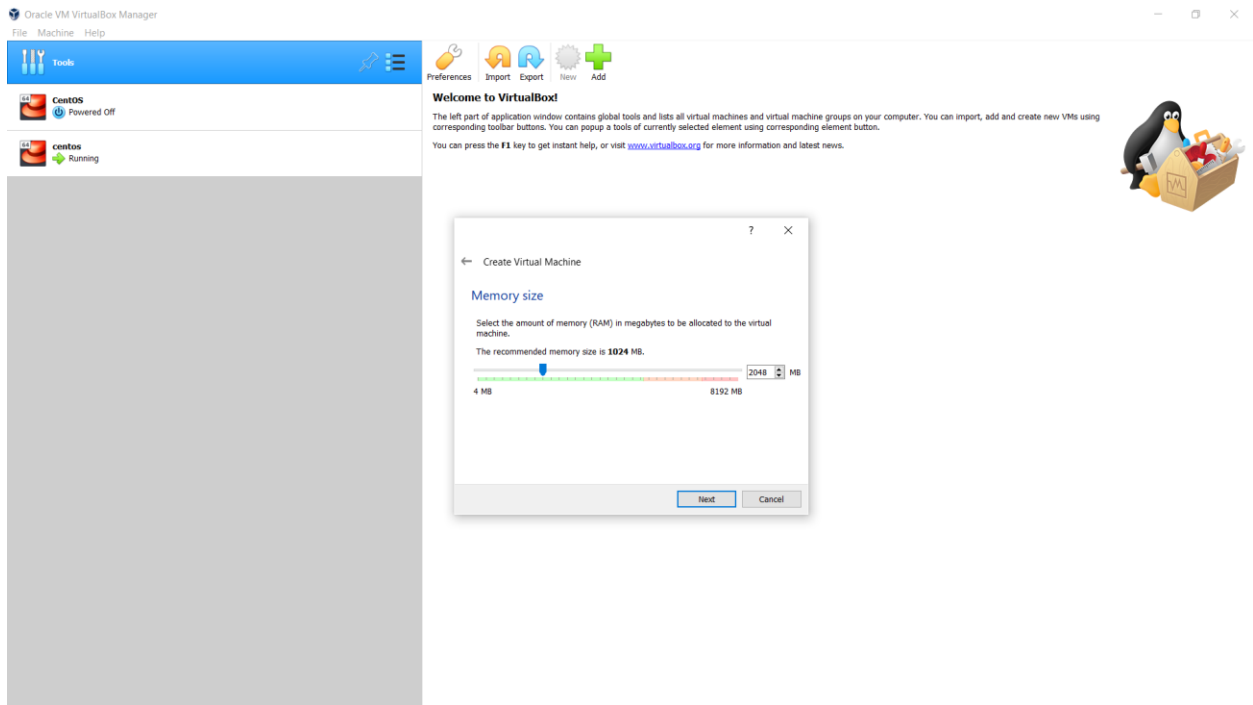 Oracle VM VirtualBox Manager
File Machine Help
Tools
64 CentOS
Powered Off
64 centos
Running
Preferences Import Export New Add
Welcome to VirtualBox!
The left part of application window contains global tools and lists all virtual machines and virtual machine groups on your computer. You can import, add and create new VMs using
corresponding toolbar buttons. You can popup a tools of currently selected element using corresponding element button.
You can press the F1 key to get instant help, or visit www.virtualbox.org for more information and latest news.
Create Virtual Machine
Memory size
Select the amount of memory (RAM) in megabytes to be allocated to the virtual
machine.
The recommended memory size is 1024 MB.
2048 MB
4 MB 8192 MB
Next Cancel